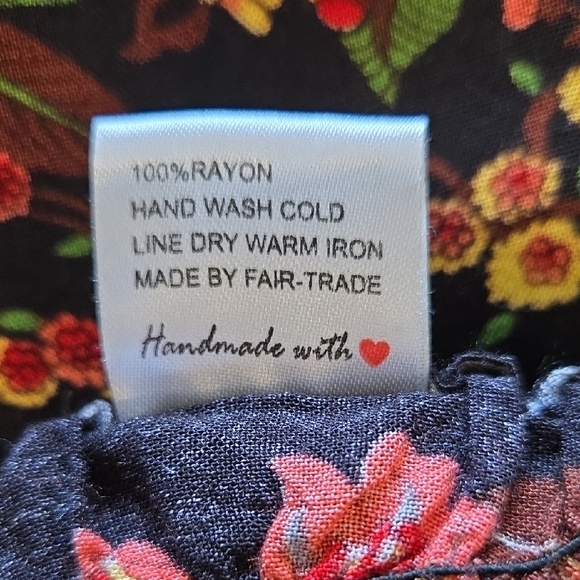 100%RAYON
HAND WASH COLD
LINE DRY WARM IRON
MADE BY FAIR-TRADE
Handmade with